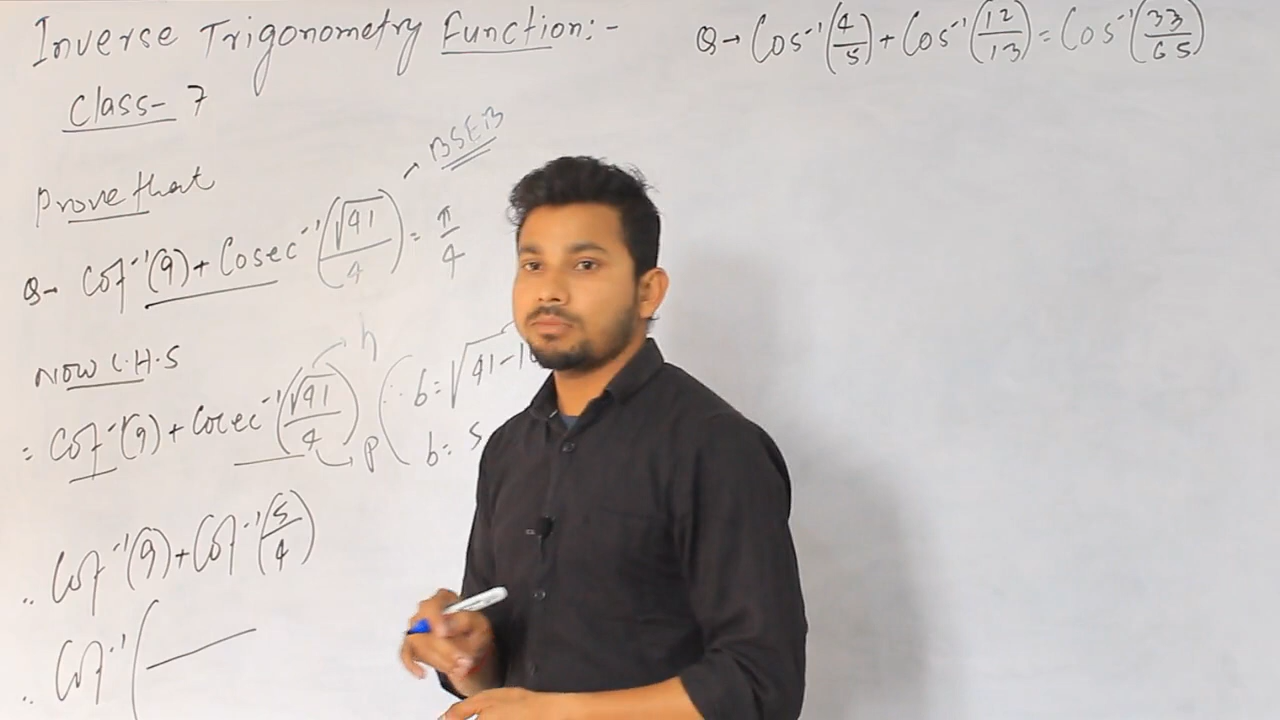 Inverse Trigonometry Function:-
Class- 7
Prove that
Q→ Cot⁻¹(9) + Cosec⁻¹(√41/4) = π/4
→ BSEB
Now L.H.S
= Cot⁻¹(9) + Cosec⁻¹(√41/4)
h
p
∵ b = √41-1
b = 5
∴ Cot⁻¹(9) + Cot⁻¹(5/4)
∴ Cot⁻¹(
Q→ Cos⁻¹(4/5) + Cos⁻¹(12/13) = Cos⁻¹(33/65)